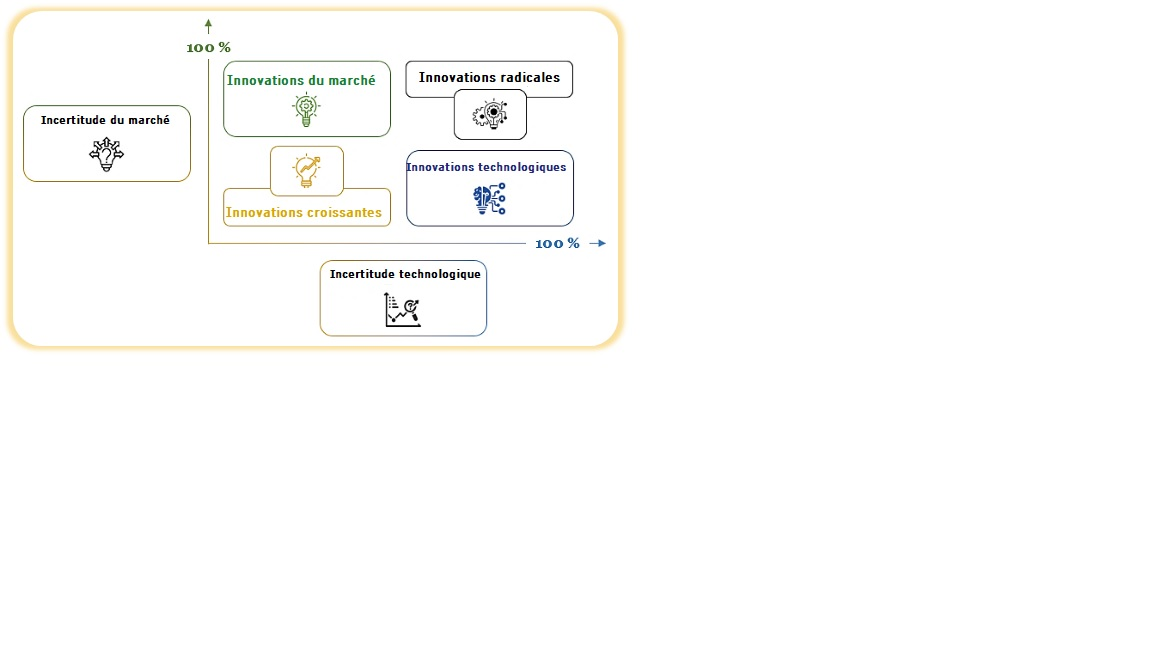 100 %
Innovations du marché
Innovations radicales
Incertitude du marché
Innovations technologiques
Innovations croissantes
100 %
Incertitude technologique